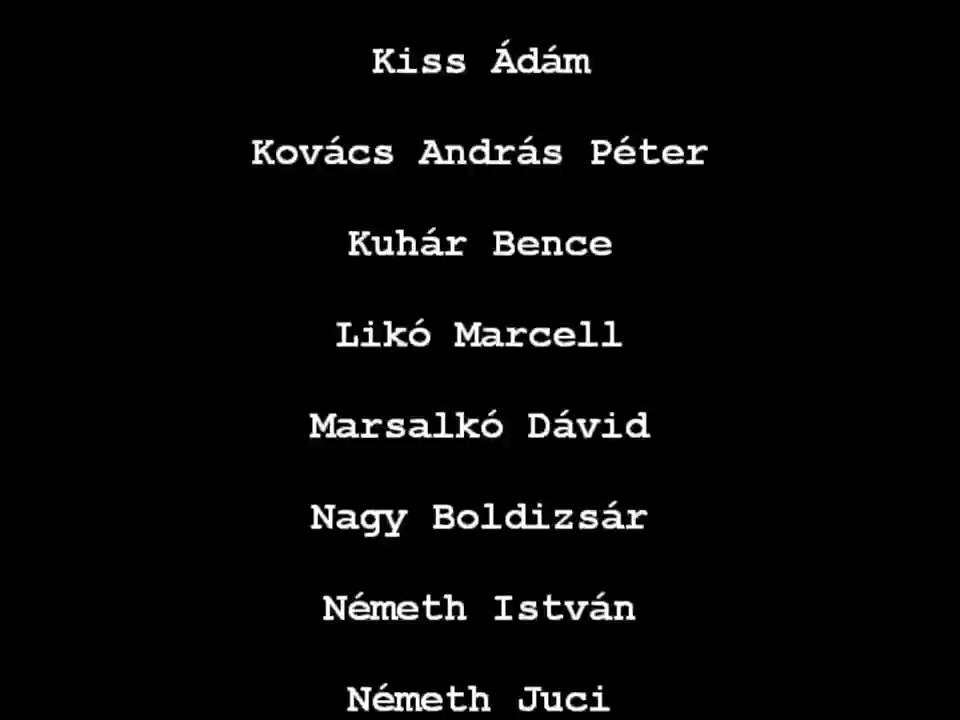 Kiss Ádám
Kovács András Péter
Kuhár Bence
Likó Marcell
Marsalkó Dávid
Nagy Boldizsár
Németh István
Németh Juci